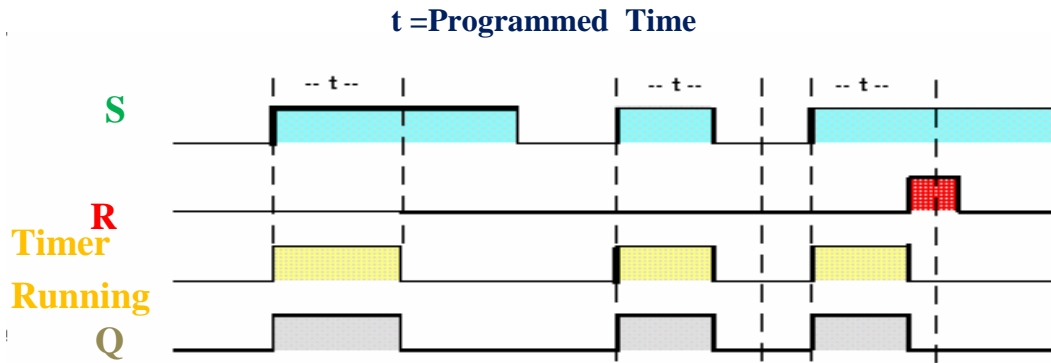 t =Programmed Time
-- t -- -- t -- -- t --
S
R
Timer
Running
Q